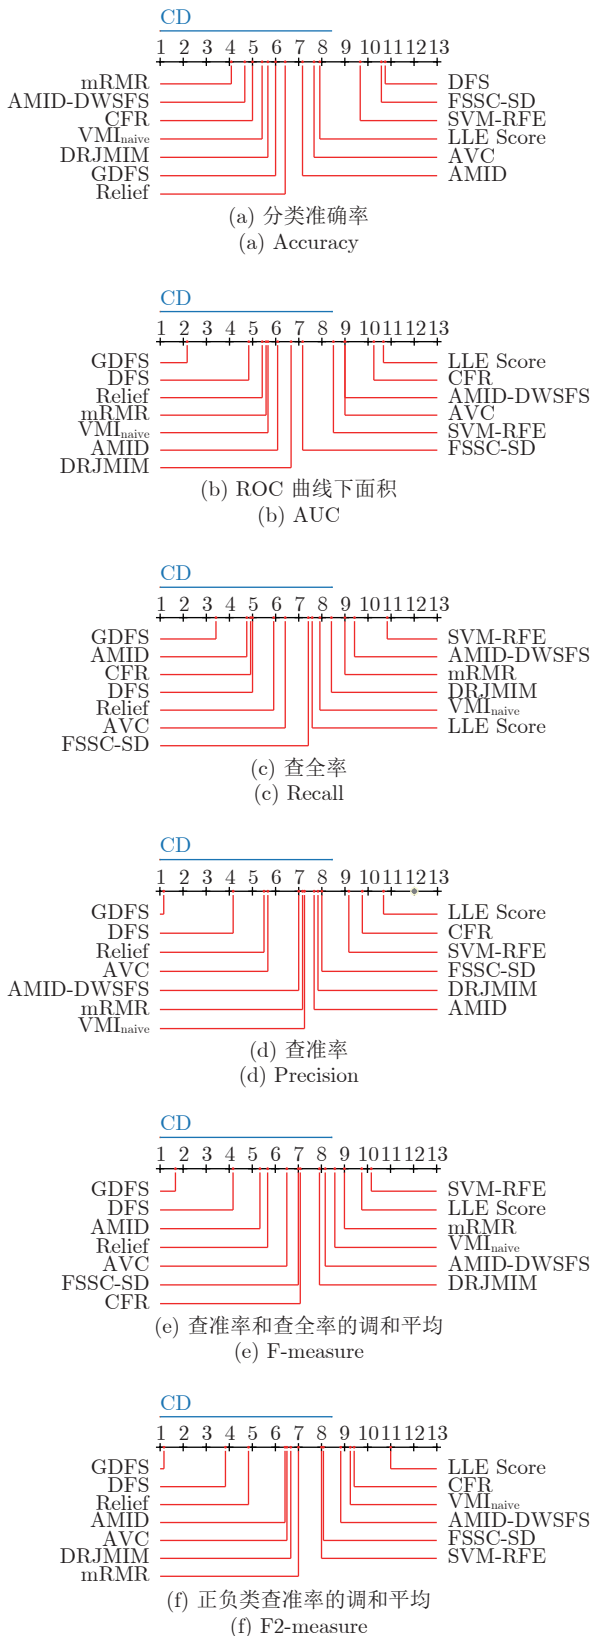 CD
1 2 3 4 5 6 7 8 9 10 11 12 13
mRMR DFS
AMID-DWSFS FSSC-SD
CFR SVM-RFE
VMInaive LLE Score
DRJMIM AVC
GDFS AMID
Relief
(a) 分类准确率
(a) Accuracy
CD
1 2 3 4 5 6 7 8 9 10 11 12 13
GDFS LLE Score
DFS CFR
Relief AMID-DWSFS
mRMR AVC
VMInaive SVM-RFE
AMID FSSC-SD
DRJMIM
(b) ROC 曲线下面积
(b) AUC
CD
1 2 3 4 5 6 7 8 9 10 11 12 13
GDFS SVM-RFE
AMID AMID-DWSFS
CFR mRMR
DFS DRJMIM
Relief VMInaive
AVC LLE Score
FSSC-SD
(c) 查全率
(c) Recall
CD
1 2 3 4 5 6 7 8 9 10 11 12 13
GDFS LLE Score
DFS CFR
Relief SVM-RFE
AVC FSSC-SD
AMID-DWSFS DRJMIM
mRMR AMID
VMInaive
(d) 查准率
(d) Precision
CD
1 2 3 4 5 6 7 8 9 10 11 12 13
GDFS SVM-RFE
DFS LLE Score
AMID mRMR
Relief VMInaive
AVC AMID-DWSFS
FSSC-SD DRJMIM
CFR
(e) 查准率和查全率的调和平均
(e) F-measure
CD
1 2 3 4 5 6 7 8 9 10 11 12 13
GDFS LLE Score
DFS CFR
Relief VMInaive
AMID AMID-DWSFS
AVC FSSC-SD
DRJMIM SVM-RFE
mRMR
(f) 正负类查准率的调和平均
(f) F2-measure